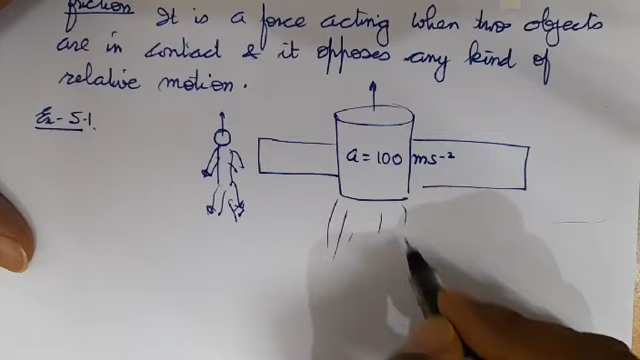 friction It is a force acting when two objects
are in contact & it opposes any kind of
relative motion.
Ex - 5.1.
a = 100 ms-2